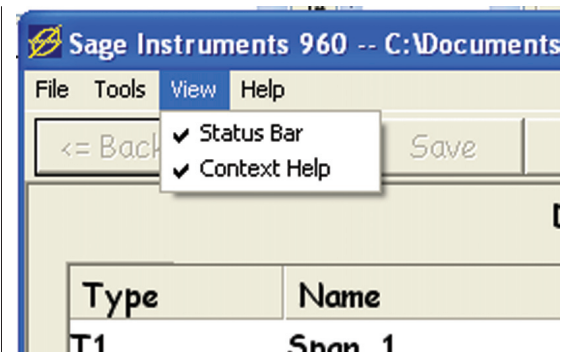 Sage Instruments 960 -- C:\Documents
File Tools View Help
Status Bar
Context Help
<= Back Save
Type Name
T1 Span 1